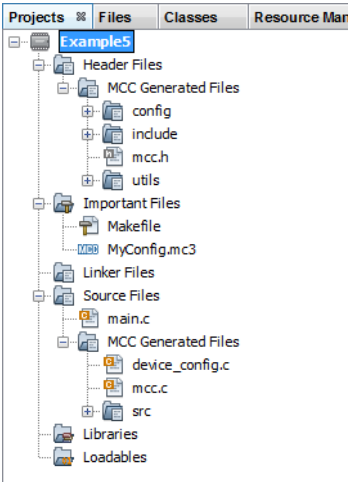 Projects Files Classes Resource Man
Example5
Header Files
MCC Generated Files
config
include
mcc.h
utils
Important Files
Makefile
MyConfig.mc3
Linker Files
Source Files
main.c
MCC Generated Files
device_config.c
mcc.c
src
Libraries
Loadables